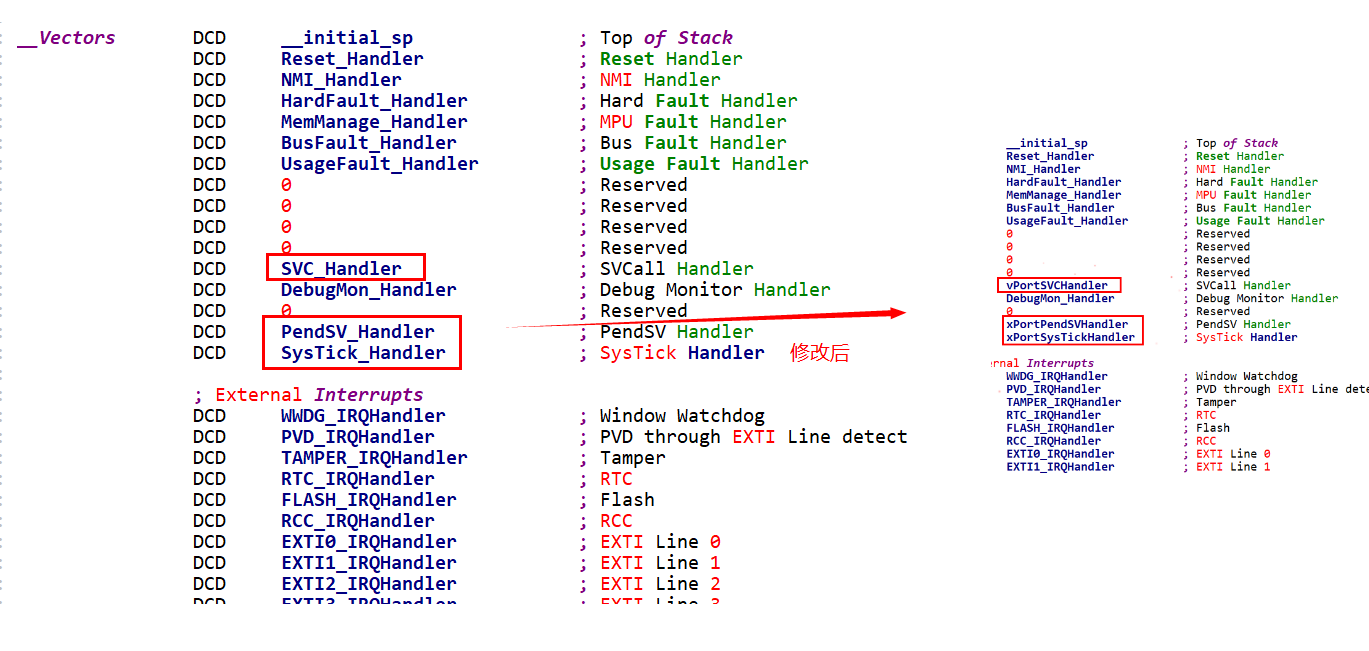 __Vectors DCD __initial_sp ; Top of Stack
DCD Reset_Handler ; Reset Handler
DCD NMI_Handler ; NMI Handler
DCD HardFault_Handler ; Hard Fault Handler
DCD MemManage_Handler ; MPU Fault Handler
DCD BusFault_Handler ; Bus Fault Handler
DCD UsageFault_Handler ; Usage Fault Handler
DCD 0 ; Reserved
DCD 0 ; Reserved
DCD 0 ; Reserved
DCD 0 ; Reserved
DCD SVC_Handler ; SVCall Handler
DCD DebugMon_Handler ; Debug Monitor Handler
DCD 0 ; Reserved
DCD PendSV_Handler ; PendSV Handler
DCD SysTick_Handler ; SysTick Handler 修改后
; External Interrupts
DCD WWDG_IRQHandler ; Window Watchdog
DCD PVD_IRQHandler ; PVD through EXTI Line detect
DCD TAMPER_IRQHandler ; Tamper
DCD RTC_IRQHandler ; RTC
DCD FLASH_IRQHandler ; Flash
DCD RCC_IRQHandler ; RCC
DCD EXTI0_IRQHandler ; EXTI Line 0
DCD EXTI1_IRQHandler ; EXTI Line 1
DCD EXTI2_IRQHandler ; EXTI Line 2
DCD EXTI3_IRQHandler ; EXTI Line 3
__initial_sp ; Top of Stack
Reset_Handler ; Reset Handler
NMI_Handler ; NMI Handler
HardFault_Handler ; Hard Fault Handler
MemManage_Handler ; MPU Fault Handler
BusFault_Handler ; Bus Fault Handler
UsageFault_Handler ; Usage Fault Handler
0 ; Reserved
0 ; Reserved
0 ; Reserved
0 ; Reserved
vPortSVCHandler ; SVCall Handler
DebugMon_Handler ; Debug Monitor Handler
0 ; Reserved
xPortPendSVHandler ; PendSV Handler
xPortSysTickHandler ; SysTick Handler
rnal Interrupts
WWDG_IRQHandler ; Window Watchdog
PVD_IRQHandler ; PVD through EXTI Line dete
TAMPER_IRQHandler ; Tamper
RTC_IRQHandler ; RTC
FLASH_IRQHandler ; Flash
RCC_IRQHandler ; RCC
EXTI0_IRQHandler ; EXTI Line 0
EXTI1_IRQHandler ; EXTI Line 1